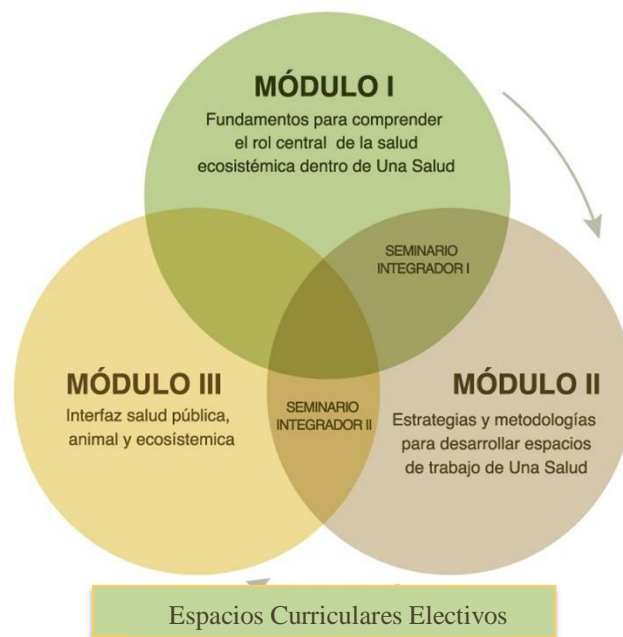 MÓDULO I
Fundamentos para comprender
el rol central de la salud
ecosistémica dentro de Una Salud
SEMINARIO
INTEGRADOR I
MÓDULO III
Interfaz salud pública,
animal y ecosístemica
SEMINARIO
INTEGRADOR II
MÓDULO II
Estrategias y metodologías
para desarrollar espacios
de trabajo de Una Salud
Espacios Curriculares Electivos